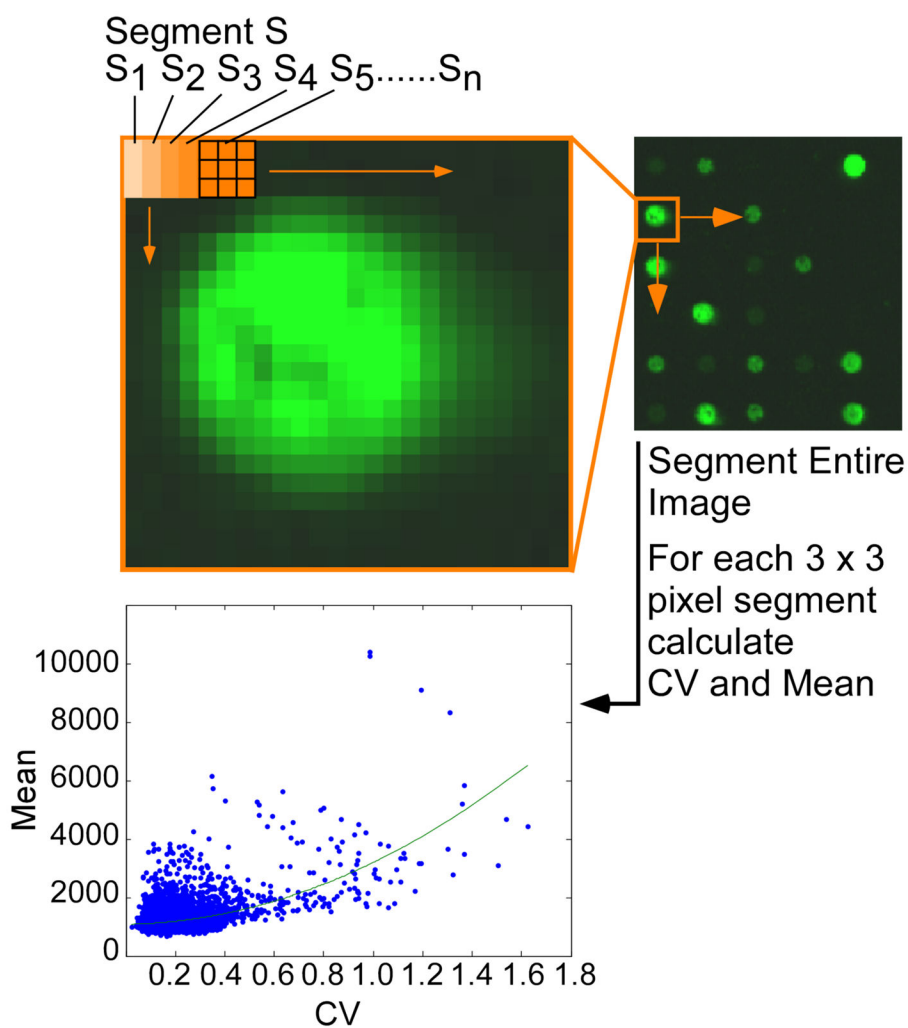 Segment S
S1 S2 S3 S4 S5......Sn
Segment Entire
Image
For each 3 x 3
pixel segment
calculate
CV and Mean
10000
8000
6000
4000
2000
0
Mean
0.2 0.4 0.6 0.8 1.0 1.2 1.4 1.6 1.8
CV